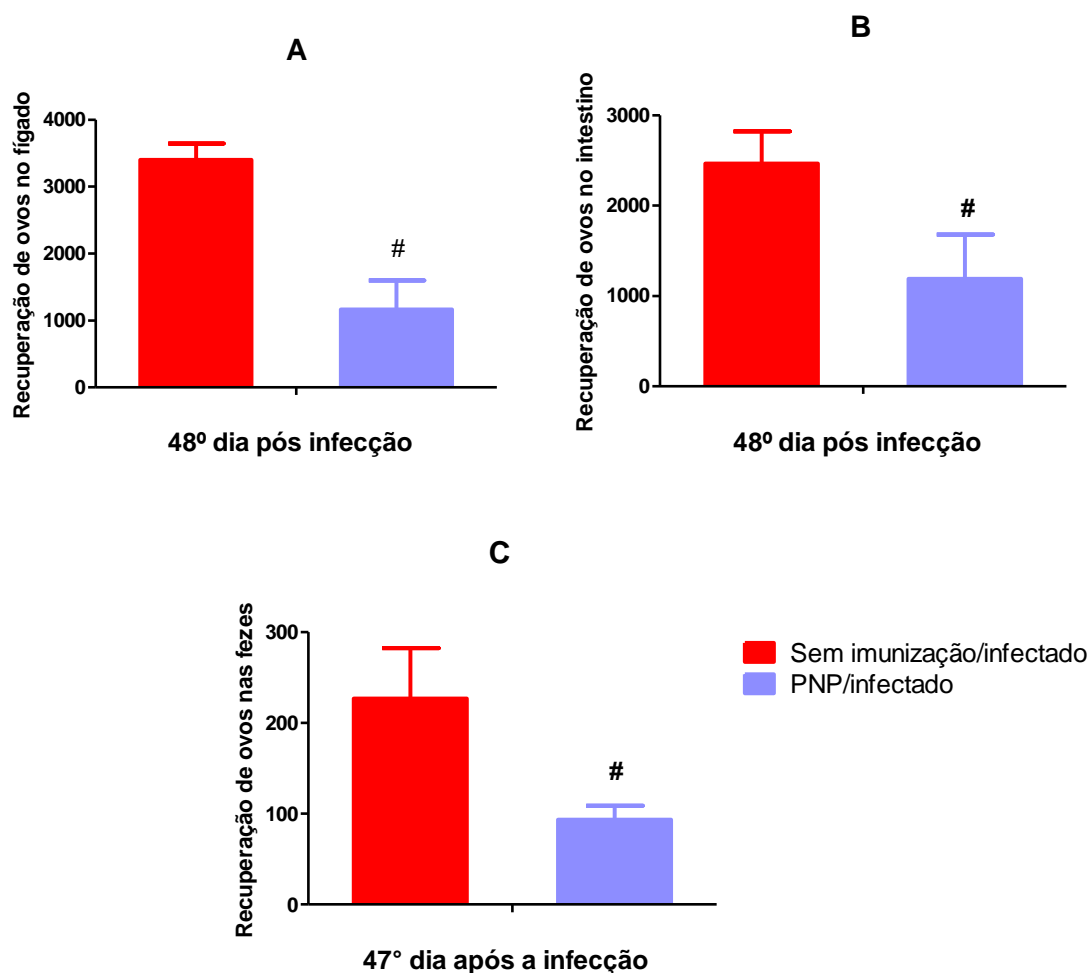 A
Recuperação de ovos no fígado
4000
3000
2000
1000
0
#
48º dia pós infecção
B
Recuperação de ovos no intestino
3000
2000
1000
0
#
48º dia pós infecção
C
Recuperação de ovos nas fezes
300
200
100
0
#
47° dia após a infecção
Sem imunização/infectado
PNP/infectado